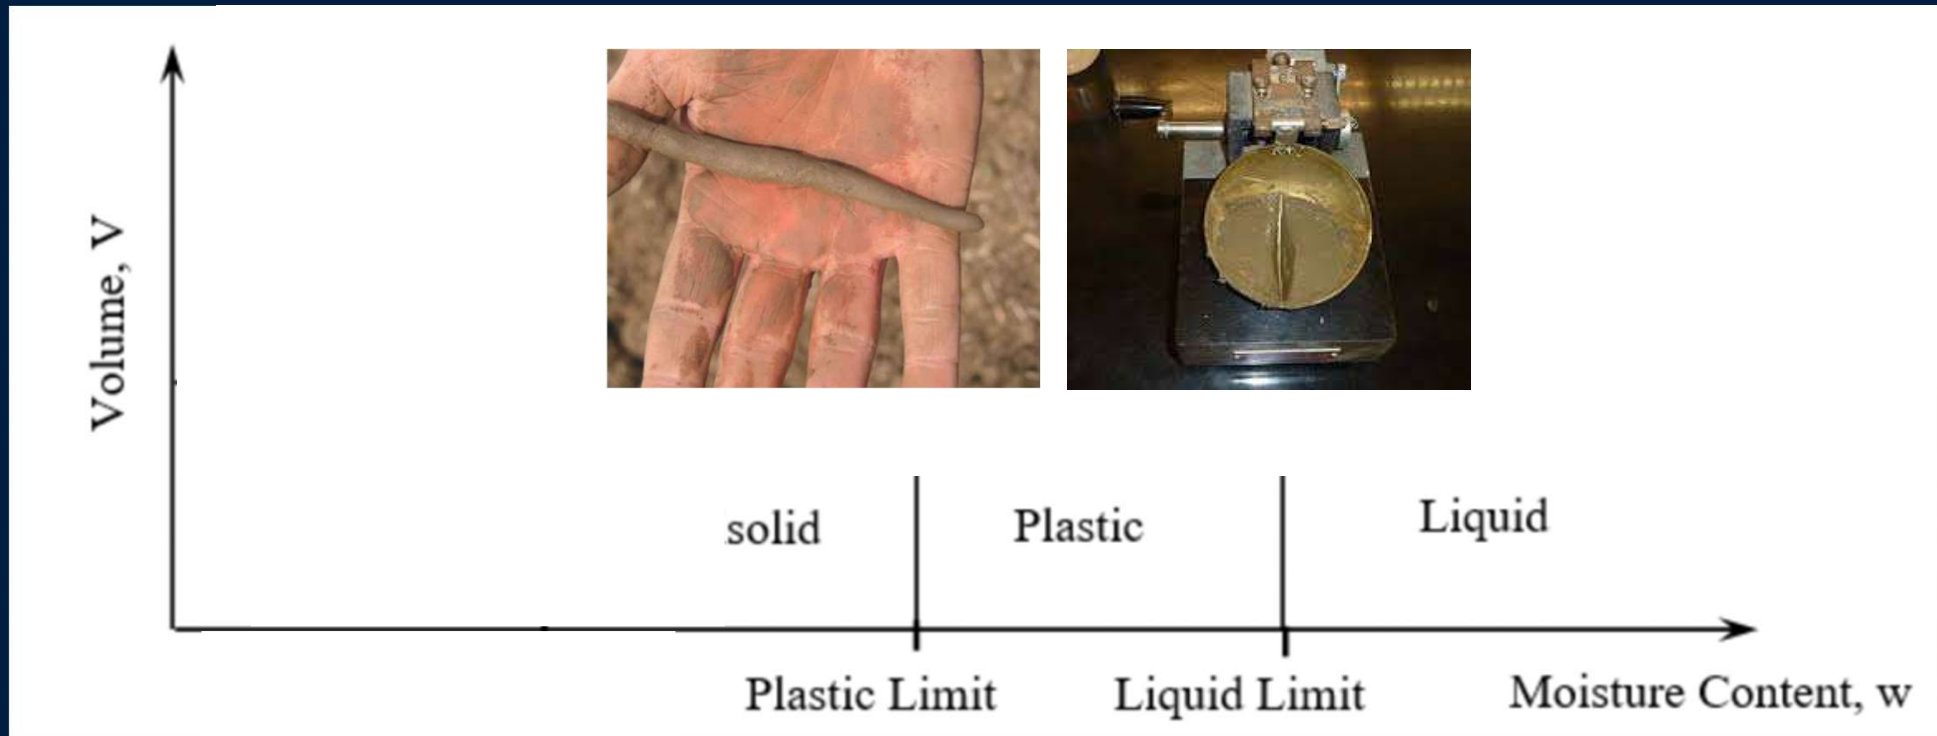 Volume, V
solid
Plastic
Liquid
Plastic Limit
Liquid Limit
Moisture Content, w